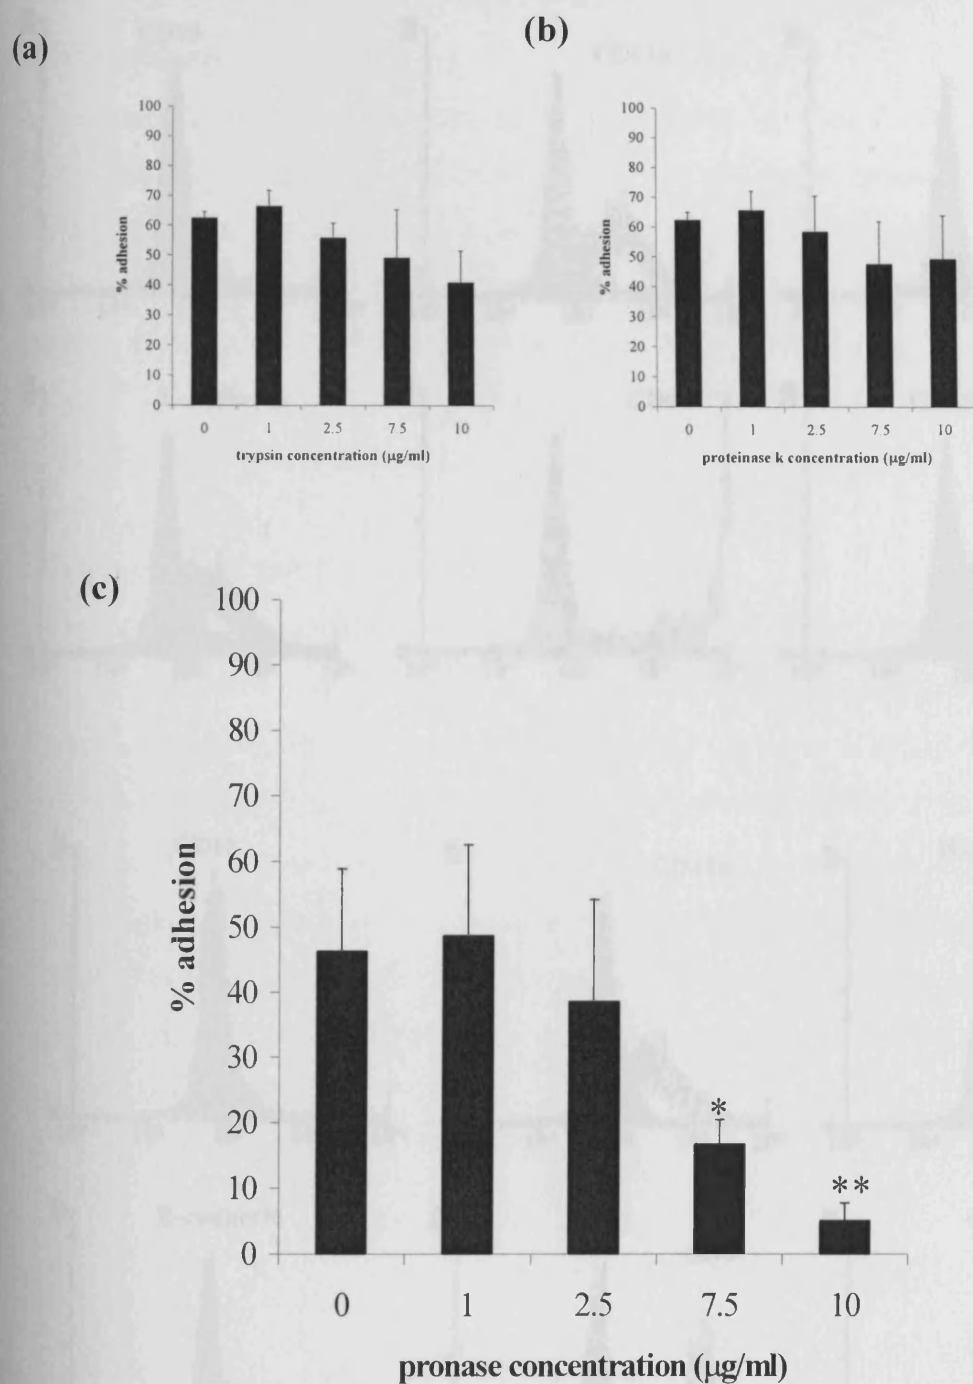 (a)
100
90
80
70
60
50
40
30
20
10
0
% adhesion
0 1 2.5 7.5 10
trypsin concentration (μg/ml)
(b)
100
90
80
70
60
50
40
30
20
10
0
% adhesion
0 1 2.5 7.5 10
proteinase k concentration (μg/ml)
(c)
100
90
80
70
60
50
40
30
20
10
0
% adhesion
*
**
0 1 2.5 7.5 10
pronase concentration (μg/ml)